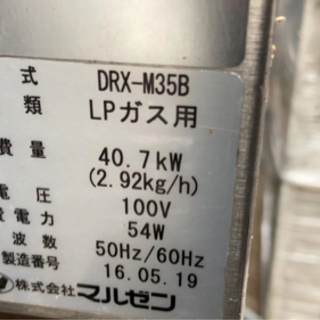 式 DRX-M35B
類 LPガス用
費量 40.7kW
(2.92kg/h)
電圧 100V
費電力 54W
波数 50Hz/60Hz
製造番号 16.05.19
株式会社マルゼン